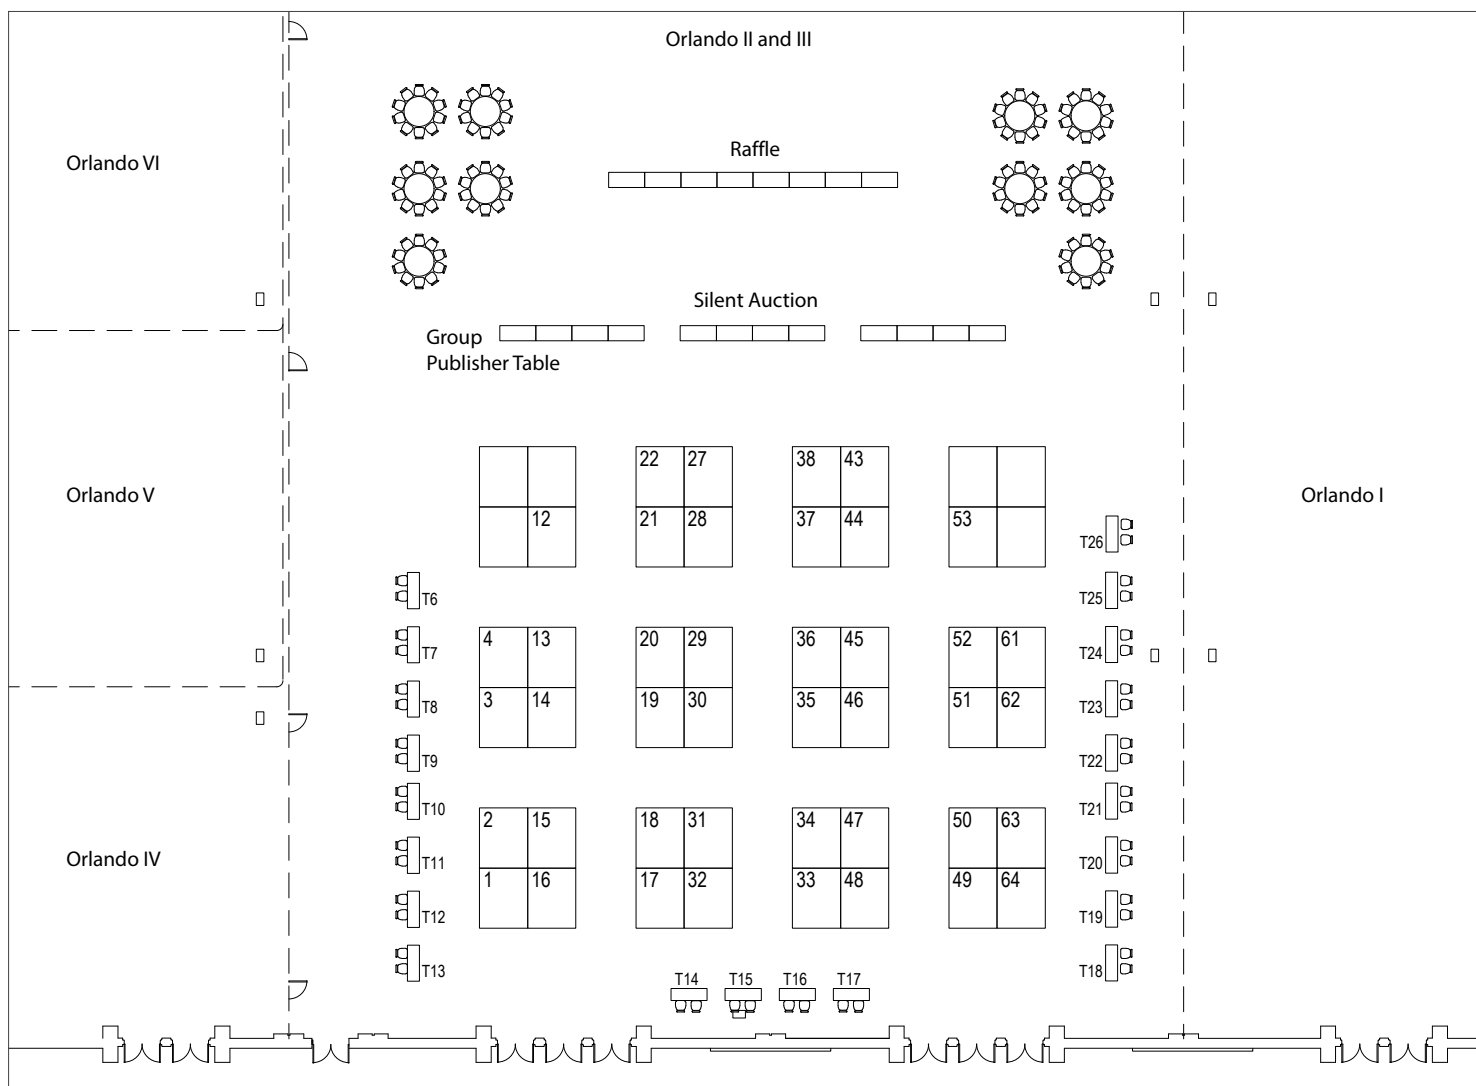 Orlando II and III
Orlando VI
Raffle
Silent Auction
Group
Publisher Table
Orlando V
Orlando I
22 27 38 43
12 21 28 37 44 53
T26
T6 T25
4 13 20 29 36 45 52 61
T7 T24
3 14 19 30 35 46 51 62
T8 T23
T9 T22
T10 T21
2 15 18 31 34 47 50 63
Orlando IV
T11 T20
1 16 17 32 33 48 49 64
T12 T19
T13 T18
T14 T15 T16 T17